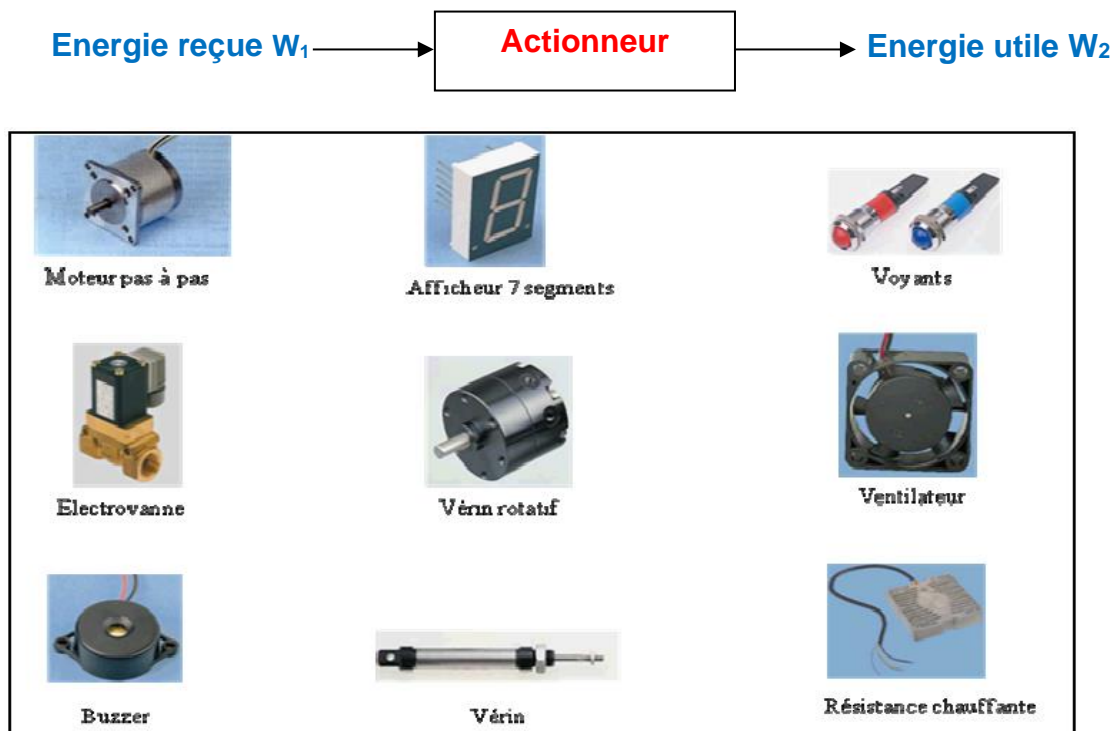 Energie reçue W₁ Actionneur Energie utile W₂
Moteur pas à pas Afficheur 7 segments Voyants
Electrovanne Vérin rotatif Ventilateur
Buzzer Vérin Résistance chauffante